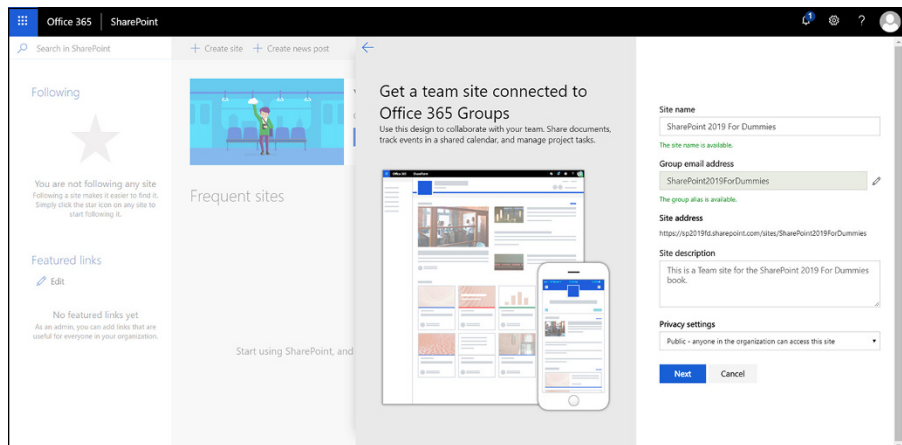 Office 365 SharePoint
1
?
Search in SharePoint
+ Create site + Create news post
Following
You are not following any site
Following a site makes it easier to find it.
Simply click the star icon on any site to
start following it.
Featured links
Edit
No featured links yet
As an admin, you can add links that are
useful for everyone in your organization.
Frequent sites
Start using SharePoint, and
Get a team site connected to
Office 365 Groups
Use this design to collaborate with your team. Share documents,
track events in a shared calendar, and manage project tasks.
Office 365 SharePoint
Site name
SharePoint 2019 For Dummies
The site name is available.
Group email address
SharePoint2019ForDummies
The group alias is available.
Site address
https://sp2019fd.sharepoint.com/sites/SharePoint2019ForDummies
Site description
This is a Team site for the SharePoint 2019 For Dummies
book.
Privacy settings
Public - anyone in the organization can access this site
Next Cancel